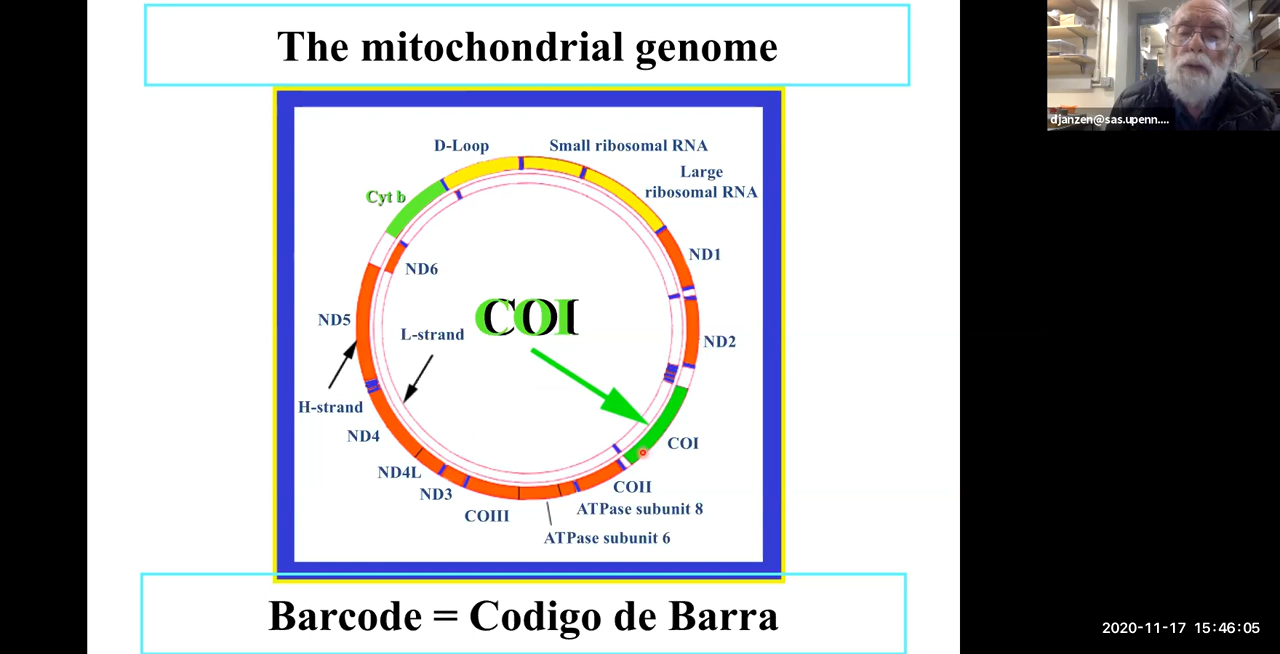 The mitochondrial genome
djanzen@sas.upenn....
D-Loop
Small ribosomal RNA
Large
ribosomal RNA
Cyt b
ND1
ND6
COI
ND5
L-strand
ND2
H-strand
ND4
COI
ND4L
ND3
COII
COIII
ATPase subunit 8
ATPase subunit 6
Barcode = Codigo de Barra
2020-11-17 15:46:05